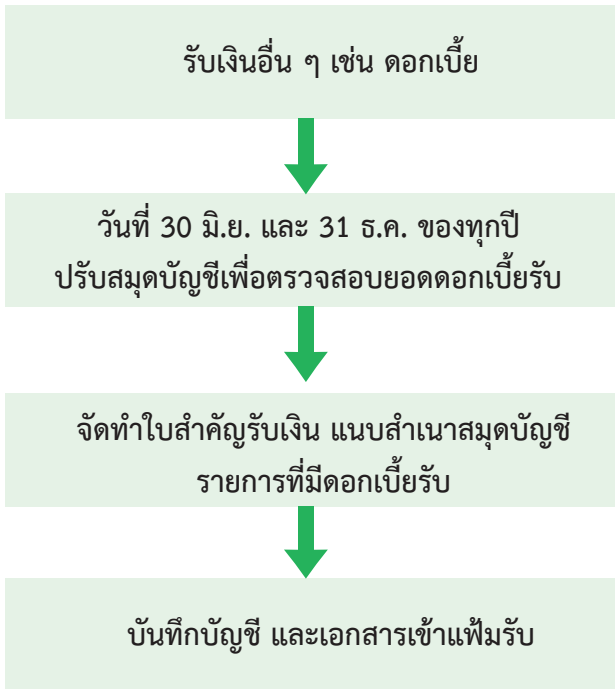 รับเงินอื่น ๆ เช่น ดอกเบี้ย
วันที่ 30 มิ.ย. และ 31 ธ.ค. ของทุกปี
ปรับสมุดบัญชีเพื่อตรวจสอบยอดดอกเบี้ยรับ
จัดทำใบสำคัญรับเงิน แนบสำเนาสมุดบัญชี
รายการที่มีดอกเบี้ยรับ
บันทึกบัญชี และเอกสารเข้าแฟ้มรับ